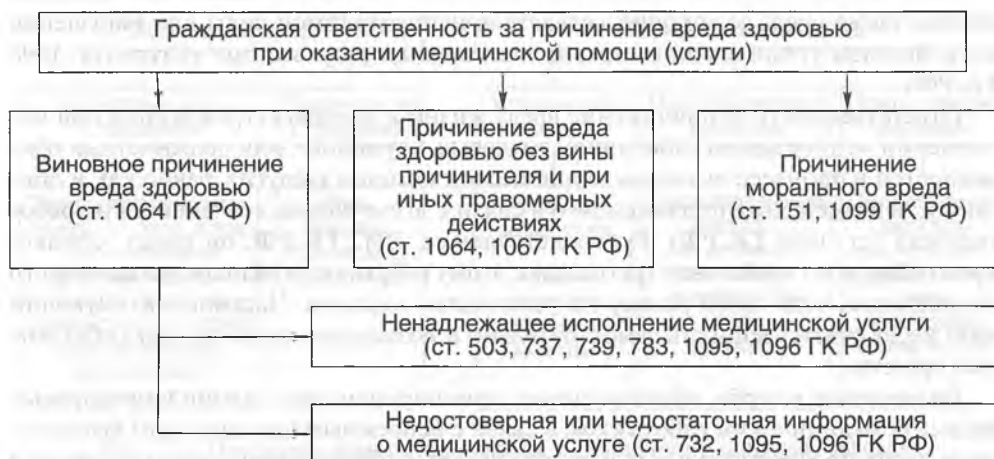 Гражданская ответственность за причинение вреда здоровью
при оказании медицинской помощи (услуги)
Виновное причинение
вреда здоровью
(ст. 1064 ГК РФ)
Причинение вреда
здоровью без вины
причинителя и при
иных правомерных
действиях
(ст. 1064, 1067 ГК РФ)
Причинение
морального вреда
(ст. 151, 1099 ГК РФ)
Ненадлежащее исполнение медицинской услуги
(ст. 503, 737, 739, 783, 1095, 1096 ГК РФ)
Недостоверная или недостаточная информация
о медицинской услуге (ст. 732, 1095, 1096 ГК РФ)